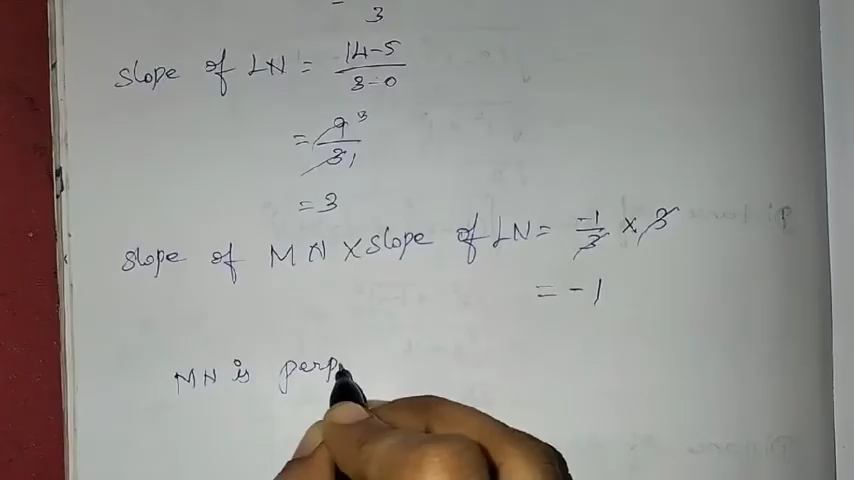 3
slope of LN = 14-5
3-0
= 9 3
3 1
= 3
slope of MN X slope of LN = -1 x 3
3
= -1
MN is perp